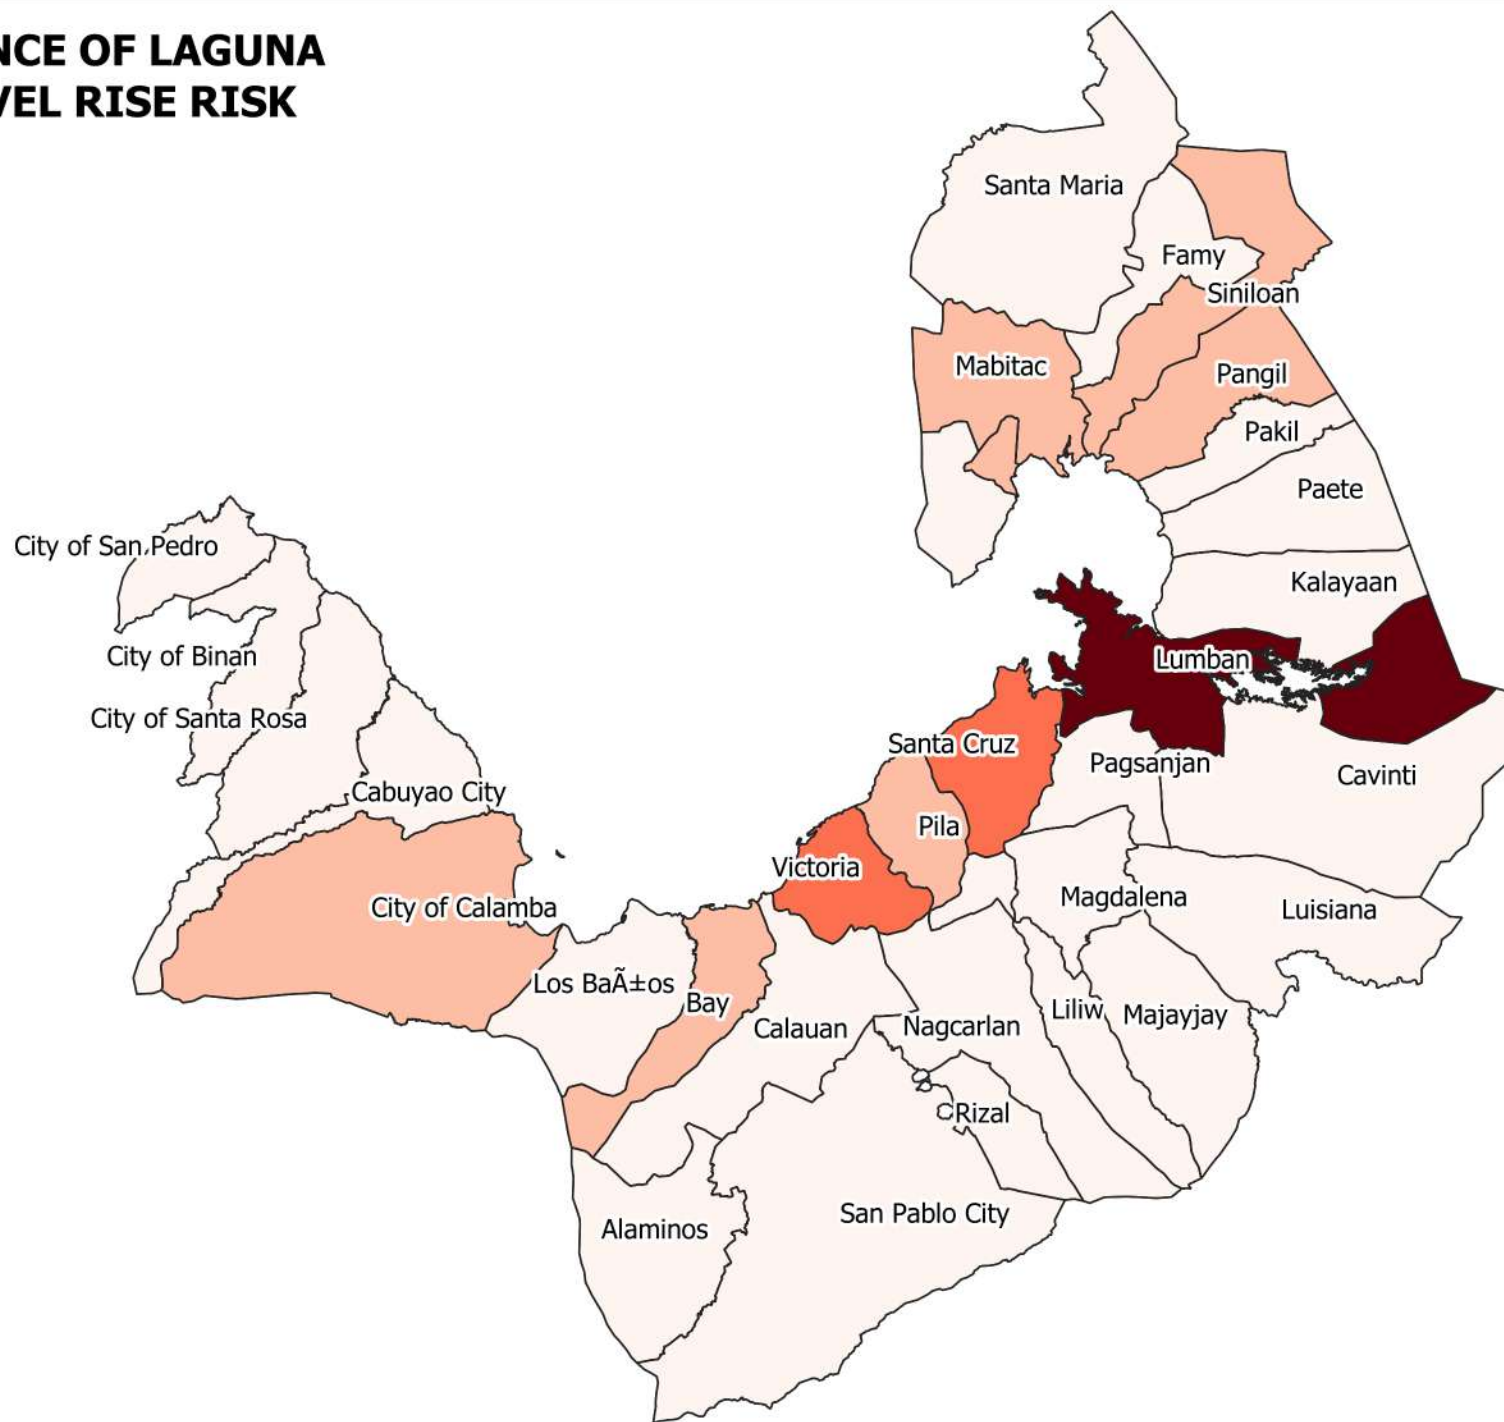 NCE OF LAGUNA
VEL RISE RISK
Santa Maria
Famy
Siniloan
Mabitac
Pangil
Pakil
Paete
City of San Pedro
Kalayaan
City of Binan
Lumban
City of Santa Rosa
Santa Cruz
Pagsanjan
Cavinti
Cabuyao City
Pila
Victoria
Magdalena
City of Calamba
Luisiana
Los BaÃ±os
Bay
Liliw
Majayjay
Calauan
Nagcarlan
Rizal
San Pablo City
Alaminos